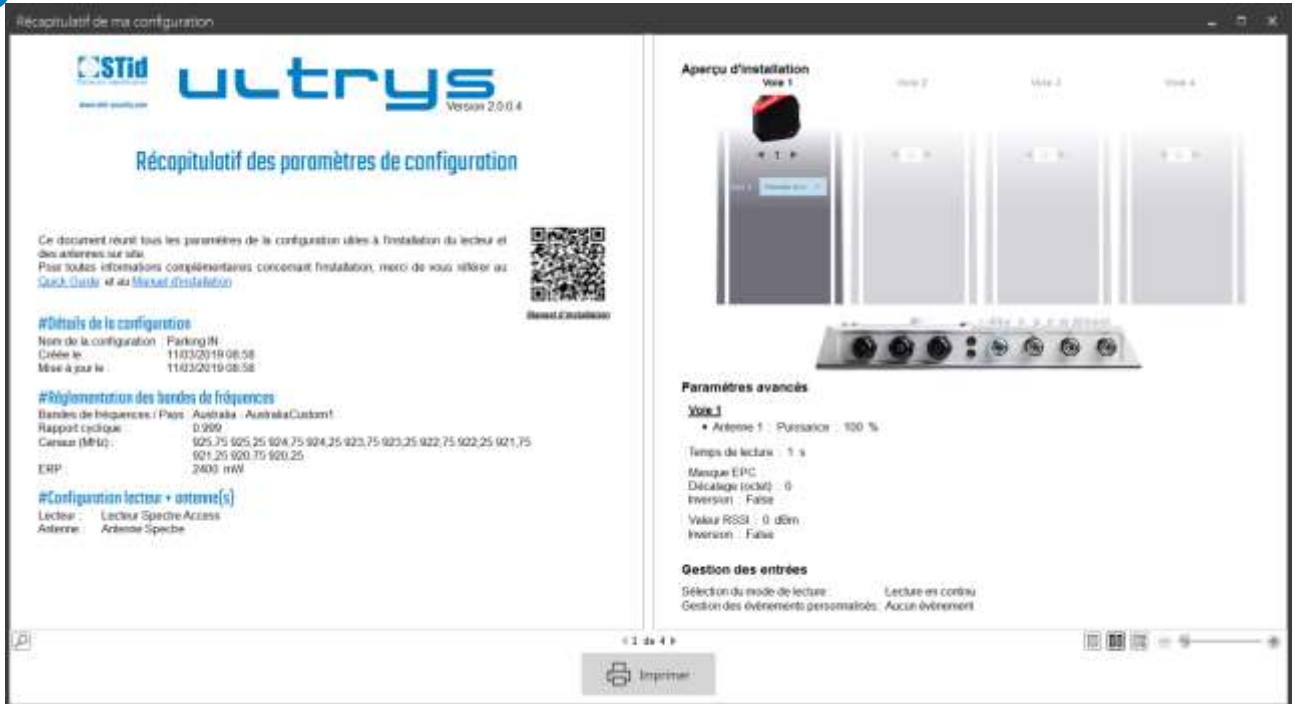 Récapitulatif de ma configuration
STid
ultrys
Version 2.0.0.4
Récapitulatif des paramètres de configuration
Ce document réunit tous les paramètres de la configuration utiles à l'installation du lecteur et
des antennes sur site.
Pour toutes informations complémentaires concernant l'installation, merci de vous référer au
Quick Guide et au Manuel d'installation
Manuel d'installation
#Détails de la configuration
Nom de la configuration : Parking IN
Créée le : 11/03/2019 08:58
Mise à jour le : 11/03/2019 08:58
#Réglementation des bandes de fréquences
Bandes de fréquences / Pays : Australia : AustraliaCustom1
Rapport cyclique : 0.999
Canaux (MHz) : 925,75 925,25 924,75 924,25 923,75 923,25 922,75 922,25 921,75
921,25 920,75 920,25
ERP : 2400 mW
#Configuration lecteur + antenne(s)
Lecteur : Lecteur Spectre Access
Antenne : Antenne Spectre
Aperçu d'installation
Voie 1 Voie 2 Voie 3 Voie 4
1
Paramètres avancés
Voie 1
• Antenne 1 : Puissance : 100 %
Temps de lecture : 1 s
Masque EPC
Décalage (octet) : 0
Inversion : False
Valeur RSSI : 0 dBm
Inversion : False
Gestion des entrées
Sélection du mode de lecture : Lecture en continu
Gestion des événements personnalisés: Aucun événement
de 4
Imprimer